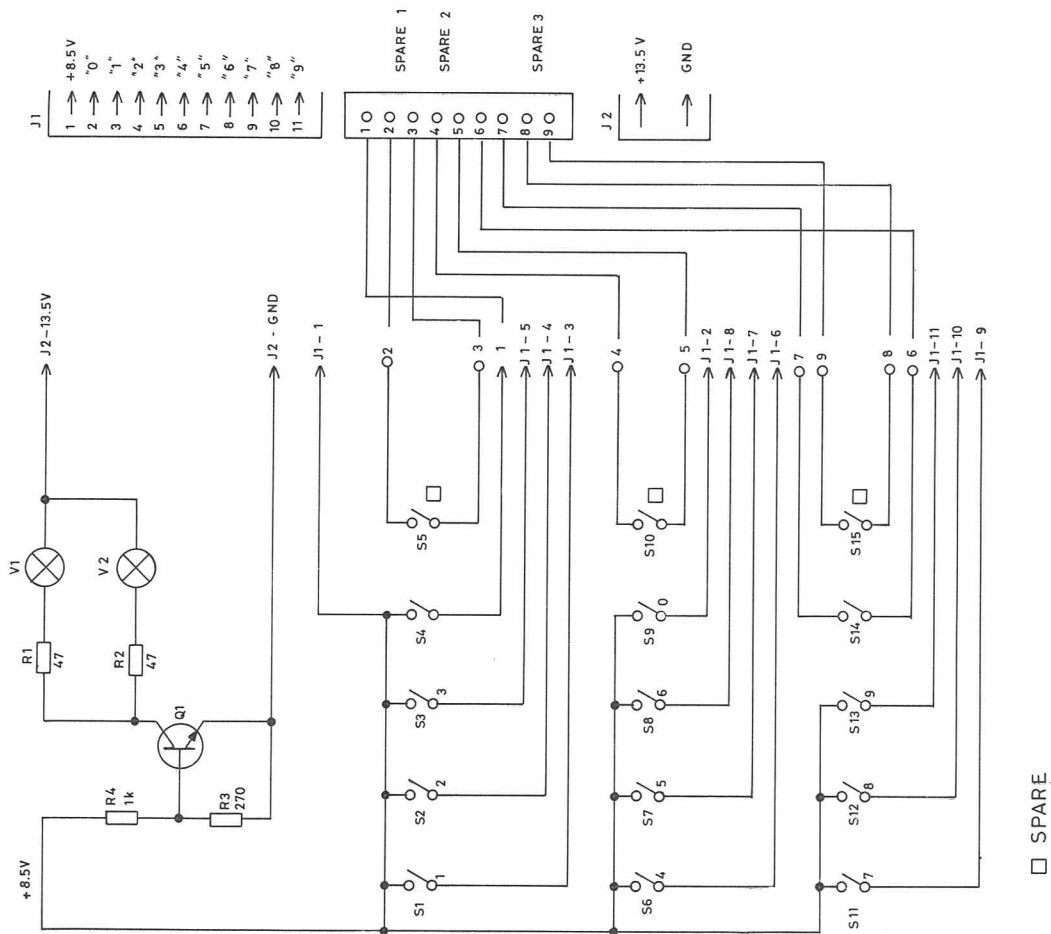 J1
1 +8.5V
2 "0"
3 "1"
4 "2"
5 "3"
6 "4"
7 "5"
8 "6"
9 "7"
10 "8"
11 "9"
SPARE 1
SPARE 2
SPARE 3
1
2
3
4
5
6
7
8
9
J 2
+13.5 V
GND
J2-13.5V
J2 - GND
J1 - 1
2
3
1
J1 - 5
J1 - 4
J1 - 3
4
5
J1 - 2
J1 - 8
J1 - 7
J1 - 6
7
9
8
6
J1 - 11
J1 - 10
J1 - 9
V1
V 2
R1
47
R2
47
Q1
R4
1k
R3
270
+8.5V
S1
1
S2
2
S3
3
S4
S5
S6
4
S7
5
S8
6
S9
0
S10
S11
7
S12
8
S13
9
S14
S15
□ SPARE